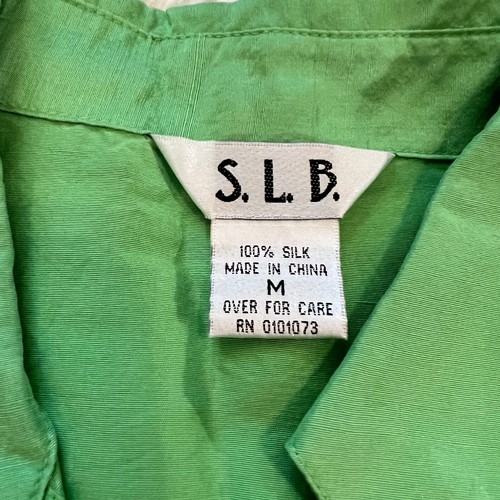 S. L. B.
100% SILK
MADE IN CHINA
M
OVER FOR CARE
RN 0101073